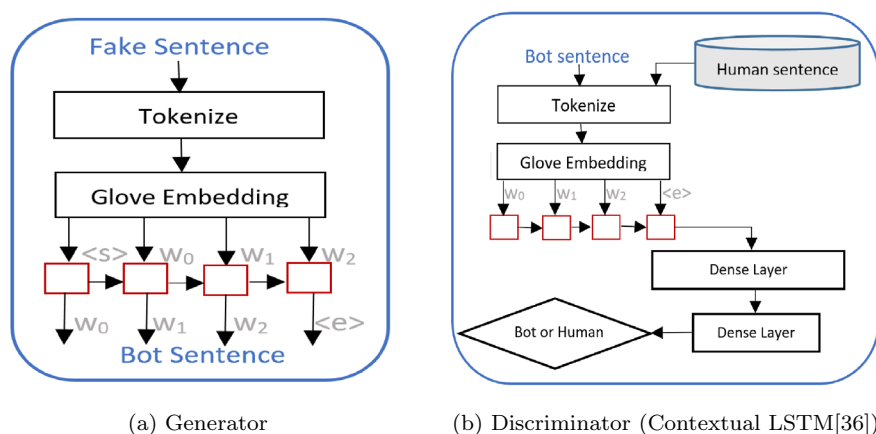 Fake Sentence
Tokenize
Glove Embedding
<s> w₀ w₁ w₂
w₀ w₁ w₂ <e>
Bot Sentence
(a) Generator
Bot sentence
Human sentence
Tokenize
Glove Embedding
w₀ w₁ w₂ <e>
Dense Layer
Bot or Human
Dense Layer
(b) Discriminator (Contextual LSTM[36])